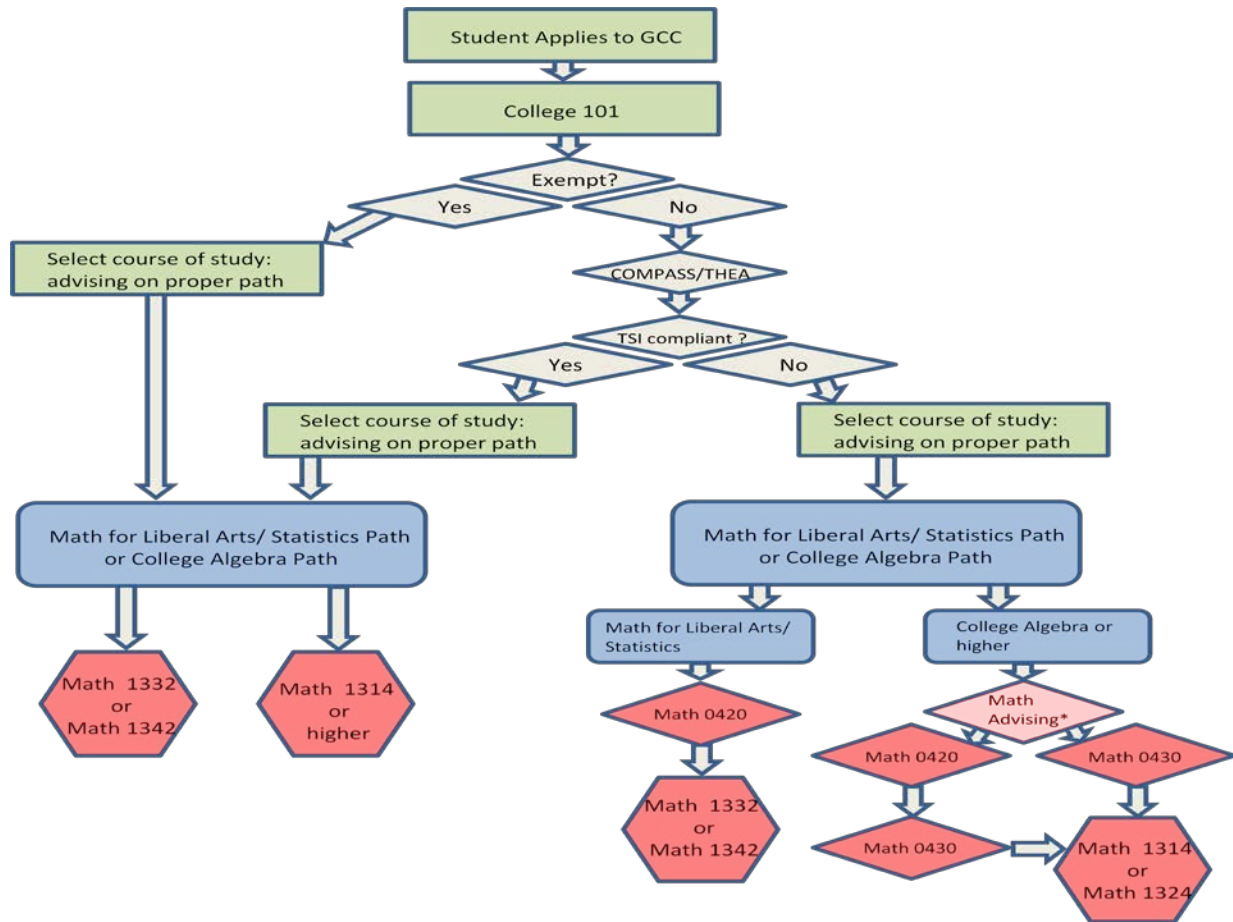 Student Applies to GCC
College 101
Exempt?
Yes
No
Select course of study:
advising on proper path
COMPASS/THEA
TSI compliant ?
Yes
No
Select course of study:
advising on proper path
Select course of study:
advising on proper path
Math for Liberal Arts/ Statistics Path
or College Algebra Path
Math for Liberal Arts/ Statistics Path
or College Algebra Path
Math for Liberal Arts/
Statistics
College Algebra or
higher
Math 1332
or
Math 1342
Math 1314
or
higher
Math 0420
Math
Advising*
Math 0420
Math 0430
Math 1332
or
Math 1342
Math 0430
Math 1314
or
Math 1324